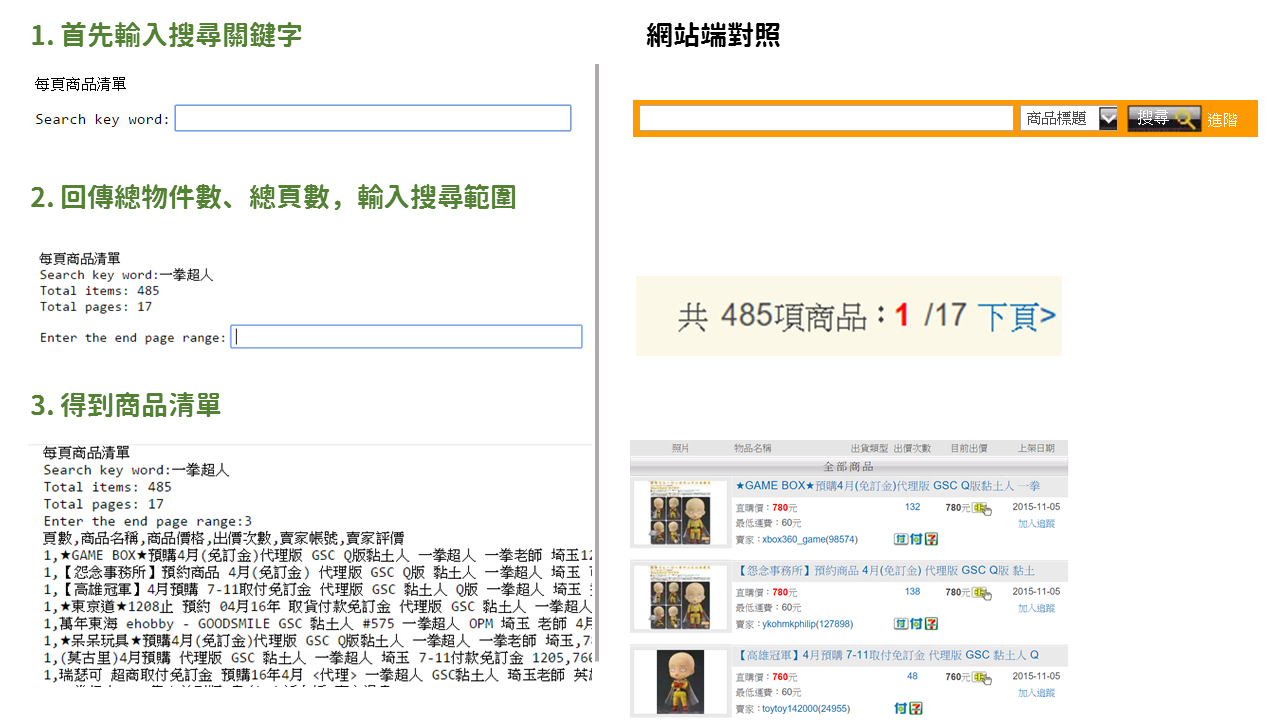 1. 首先輸入搜尋關鍵字
每頁商品清單
Search key word:
2. 回傳總物件數、總頁數，輸入搜尋範圍
每頁商品清單
Search key word:一拳超人
Total items: 485
Total pages: 17
Enter the end page range:
3. 得到商品清單
每頁商品清單
Search key word:一拳超人
Total items: 485
Total pages: 17
Enter the end page range:3
頁數,商品名稱,商品價格,出價次數,賣家帳號,賣家評價
1,★GAME BOX★預購4月(免訂金)代理版 GSC Q版黏土人 一拳超人 一拳老師 埼玉12
1,【怨念事務所】預約商品 4月(免訂金) 代理版 GSC Q版 黏土人 一拳超人 埼玉
1,【高雄冠軍】4月預購 7-11取付免訂金 代理版 GSC 黏土人 Q版 一拳超人 埼玉
1,★東京道★1208止 預約 04月16年 取貨付款免訂金 代理版 GSC 黏土人 一拳超人
1,萬年東海 ehobby - GOODSMILE GSC 黏土人 #575 一拳超人 OPM 埼玉 老師 4月
1,★呆呆玩具★預購4月(免訂金)代理版 GSC Q版黏土人 一拳超人 一拳老師 埼玉,78
1,(莫古里)4月預購 代理版 GSC 黏土人 一拳超人 埼玉 7-11付款免訂金 1205,760
1,瑞瑟可 超商取付免訂金 預購16年4月 <代理> 一拳超人 GSC黏土人 埼玉老師 英雄
網站端對照
商品標題 搜尋 進階
共 485項商品：1 /17 下頁>
照片 物品名稱 出貨類型 出價次數 目前出價 上架日期
全部商品
★GAME BOX★預購4月(免訂金)代理版 GSC Q版黏土人 一拳
直購價：780元 132 780元 2015-11-05
最低運費：60元 加入追蹤
賣家：xbox360_game(98574) 付
【怨念事務所】預約商品 4月(免訂金) 代理版 GSC Q版 黏土
直購價：780元 138 780元 2015-11-05
最低運費：60元 加入追蹤
賣家：ykohmkphilip(127898) 付
【高雄冠軍】4月預購 7-11取付免訂金 代理版 GSC 黏土人 Q
直購價：760元 48 760元 2015-11-05
最低運費：60元 加入追蹤
賣家：toytoy142000(24955) 付